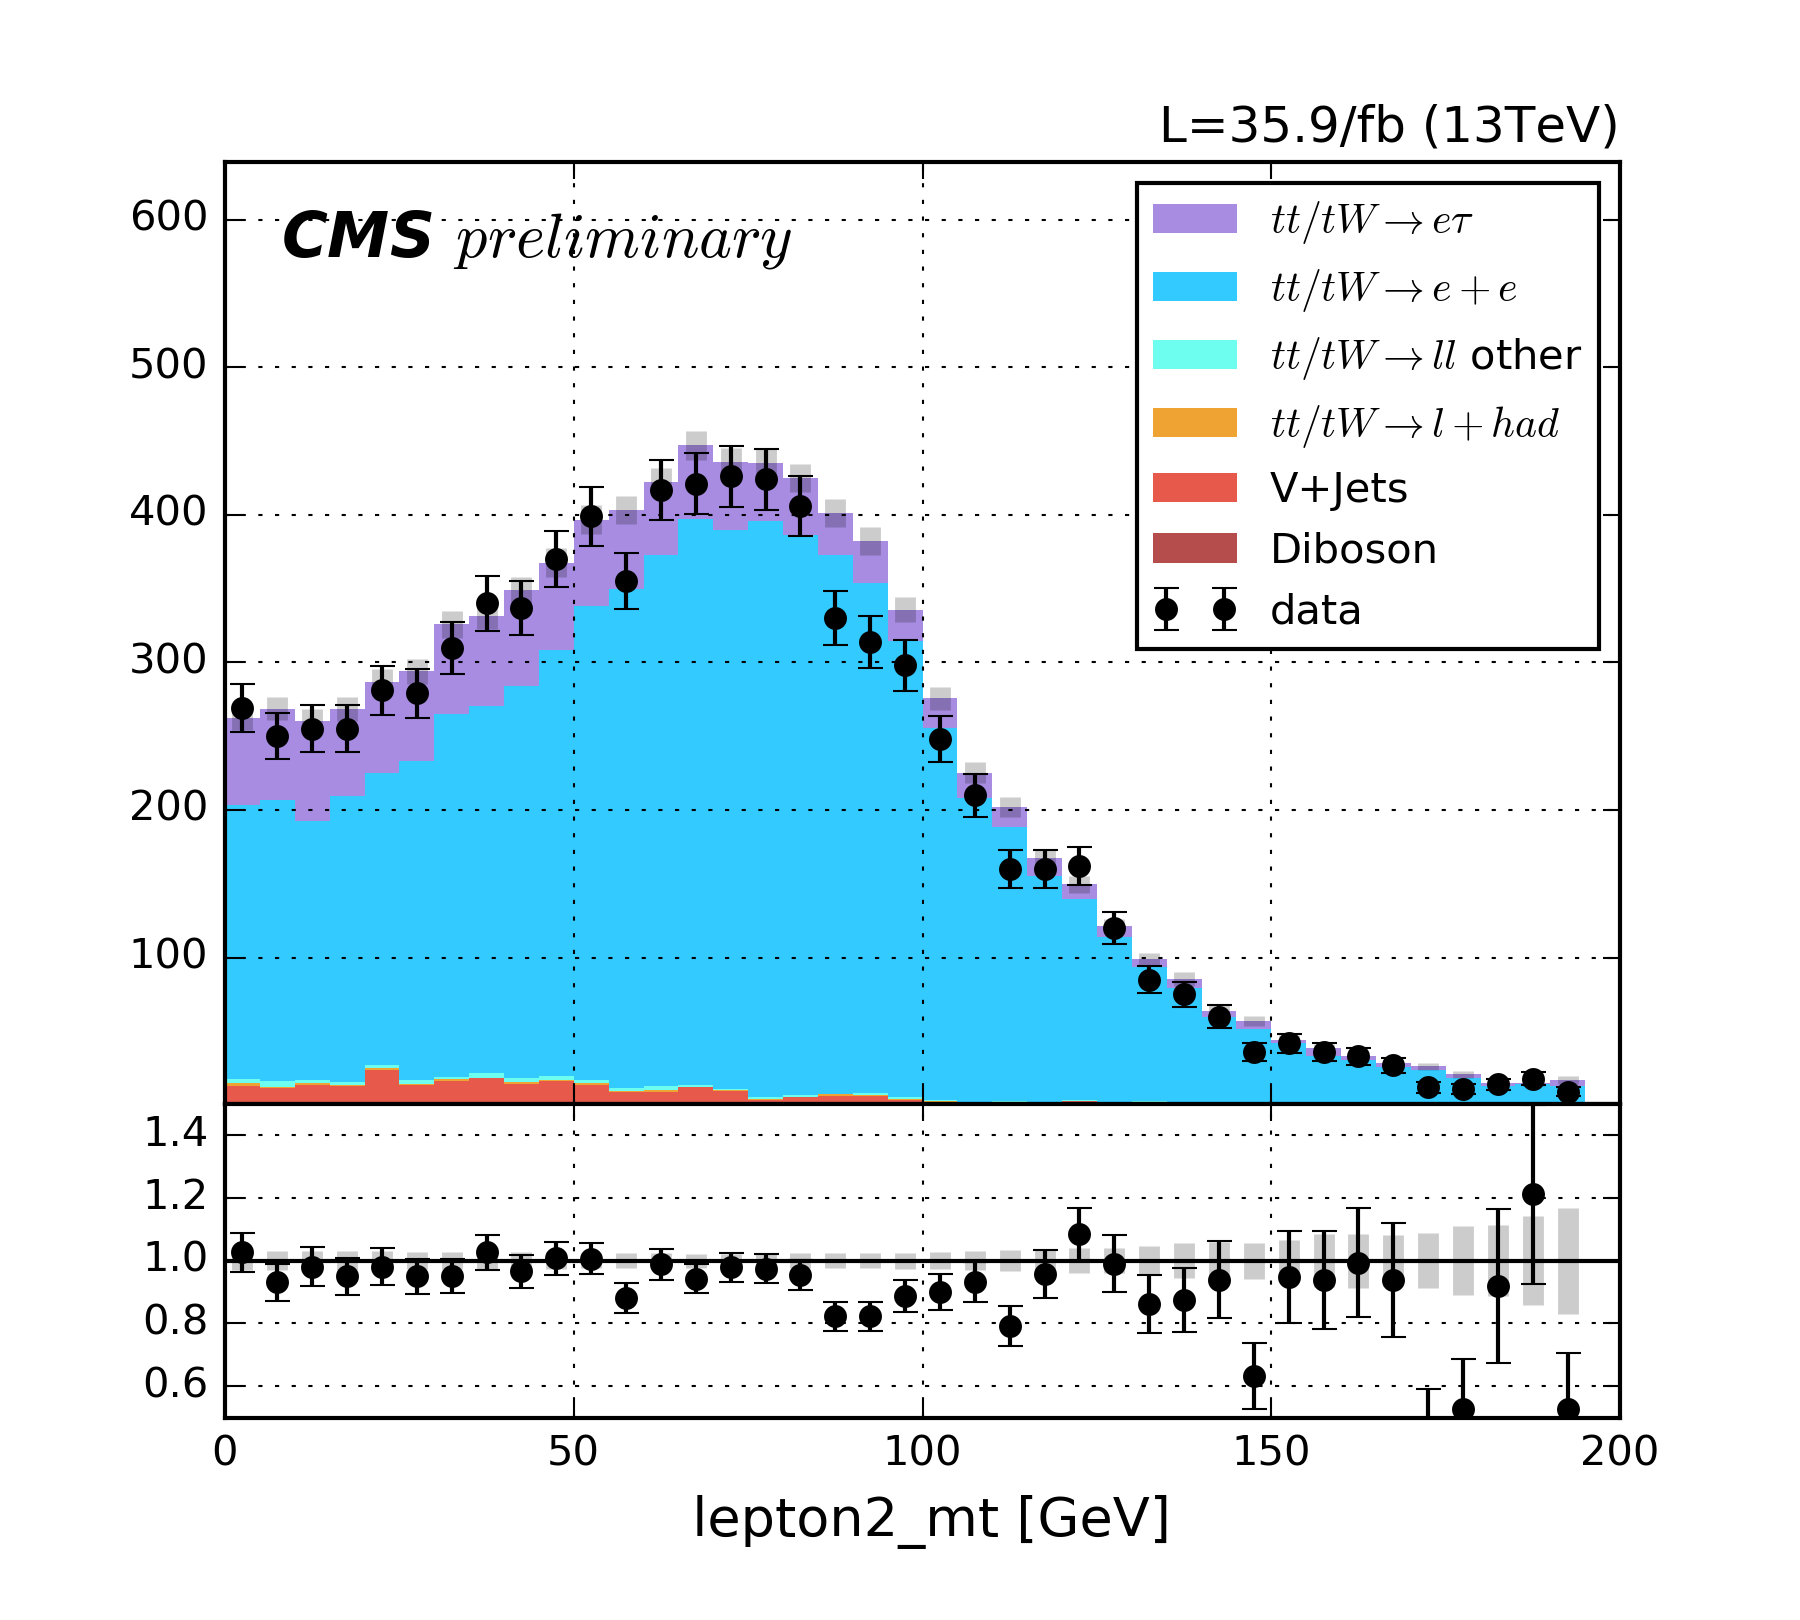 L=35.9/fb (13TeV)
CMS preliminary
600
500
400
300
200
100
tt/tW→eτ
tt/tW→e+e
tt/tW→ll other
tt/tW→l+had
V+Jets
Diboson
data
1.4
1.2
1.0
0.8
0.6
0 50 100 150 200
lepton2_mt [GeV]